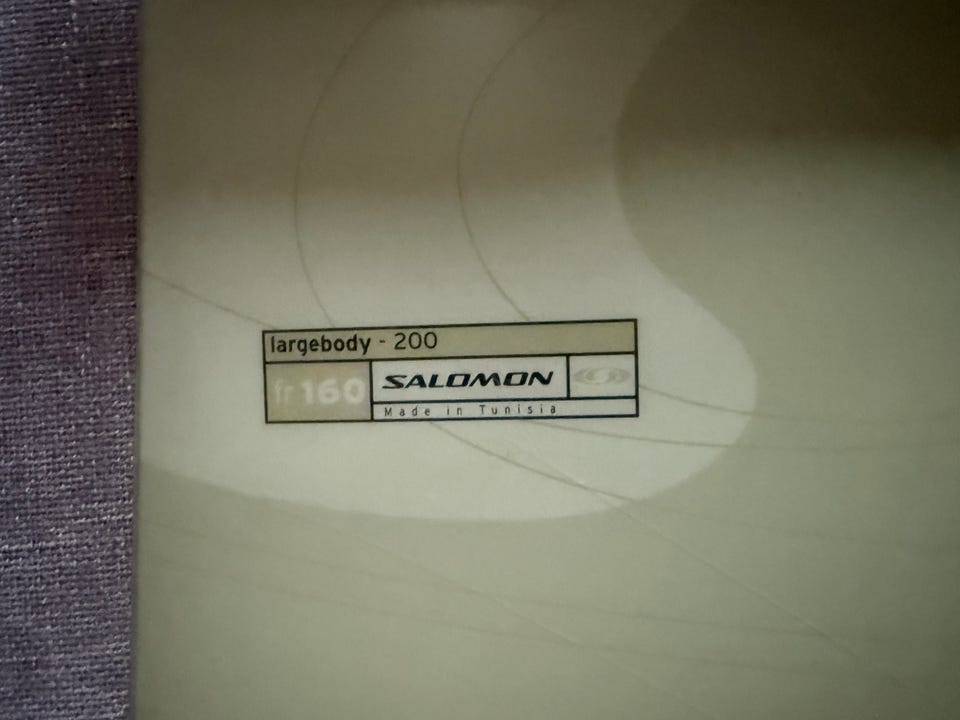 largebody - 200
fr 160
SALOMON
Made in Tunisia